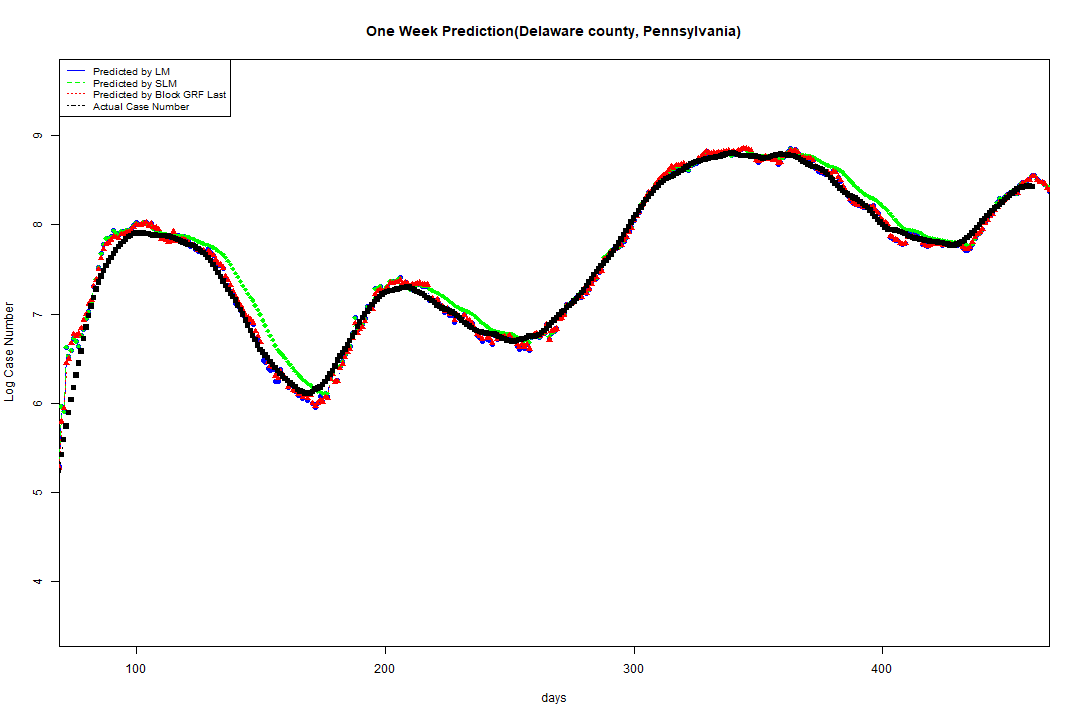 One Week Prediction(Delaware county, Pennsylvania)
Predicted by LM
Predicted by SLM
Predicted by Block GRF Last
Actual Case Number
9
8
7
6
5
4
Log Case Number
100 200 300 400
days